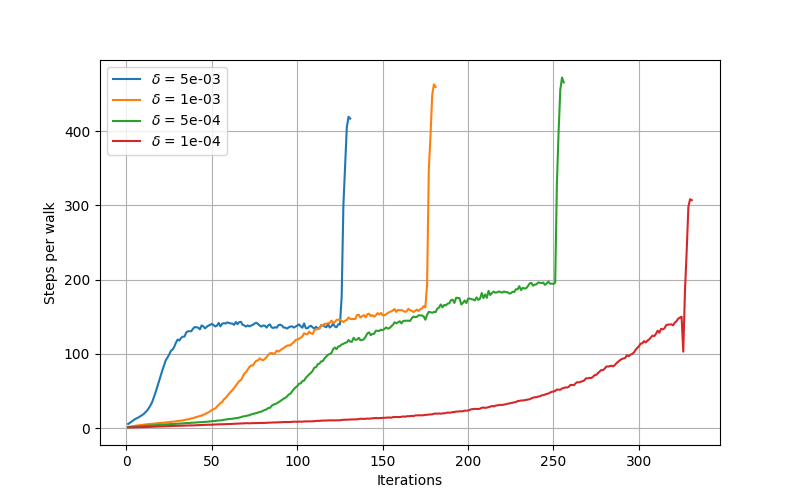 δ = 5e-03
δ = 1e-03
δ = 5e-04
δ = 1e-04
400
300
200
100
0
Steps per walk
0 50 100 150 200 250 300
Iterations